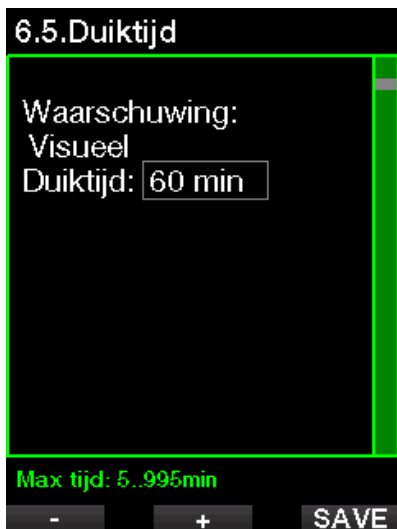 6.5.Duiktijd
Waarschuwing:
Visueel
Duiktijd: 60 min
Max tijd: 5..995min
- + SAVE